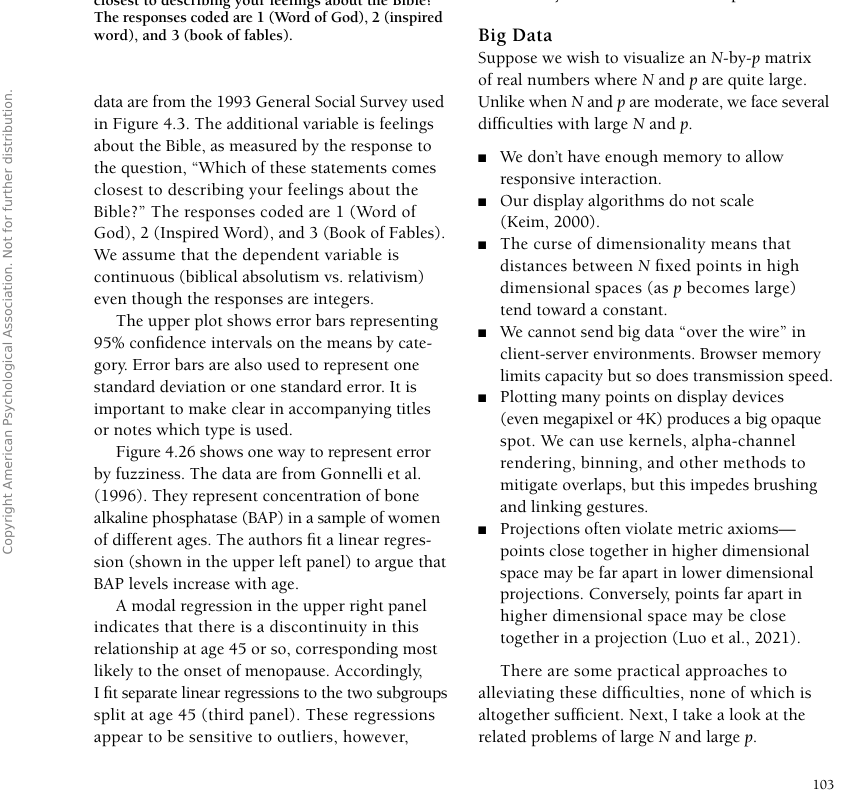 closest to describing your feelings about the Bible?
The responses coded are 1 (Word of God), 2 (inspired
word), and 3 (book of fables).
data are from the 1993 General Social Survey used
in Figure 4.3. The additional variable is feelings
about the Bible, as measured by the response to
the question, “Which of these statements comes
closest to describing your feelings about the
Bible?” The responses coded are 1 (Word of
God), 2 (Inspired Word), and 3 (Book of Fables).
We assume that the dependent variable is
continuous (biblical absolutism vs. relativism)
even though the responses are integers.
The upper plot shows error bars representing
95% confidence intervals on the means by cate-
gory. Error bars are also used to represent one
standard deviation or one standard error. It is
important to make clear in accompanying titles
or notes which type is used.
Figure 4.26 shows one way to represent error
by fuzziness. The data are from Gonnelli et al.
(1996). They represent concentration of bone
alkaline phosphatase (BAP) in a sample of women
of different ages. The authors fit a linear regres-
sion (shown in the upper left panel) to argue that
BAP levels increase with age.
A modal regression in the upper right panel
indicates that there is a discontinuity in this
relationship at age 45 or so, corresponding most
likely to the onset of menopause. Accordingly,
I fit separate linear regressions to the two subgroups
split at age 45 (third panel). These regressions
appear to be sensitive to outliers, however,
Big Data
Suppose we wish to visualize an N-by-p matrix
of real numbers where N and p are quite large.
Unlike when N and p are moderate, we face several
difficulties with large N and p.
■ We don’t have enough memory to allow
responsive interaction.
■ Our display algorithms do not scale
(Keim, 2000).
■ The curse of dimensionality means that
distances between N fixed points in high
dimensional spaces (as p becomes large)
tend toward a constant.
■ We cannot send big data “over the wire” in
client-server environments. Browser memory
limits capacity but so does transmission speed.
■ Plotting many points on display devices
(even megapixel or 4K) produces a big opaque
spot. We can use kernels, alpha-channel
rendering, binning, and other methods to
mitigate overlaps, but this impedes brushing
and linking gestures.
■ Projections often violate metric axioms—
points close together in higher dimensional
space may be far apart in lower dimensional
projections. Conversely, points far apart in
higher dimensional space may be close
together in a projection (Luo et al., 2021).
There are some practical approaches to
alleviating these difficulties, none of which is
altogether sufficient. Next, I take a look at the
related problems of large N and large p.
103
Copyright American Psychological Association. Not for further distribution.